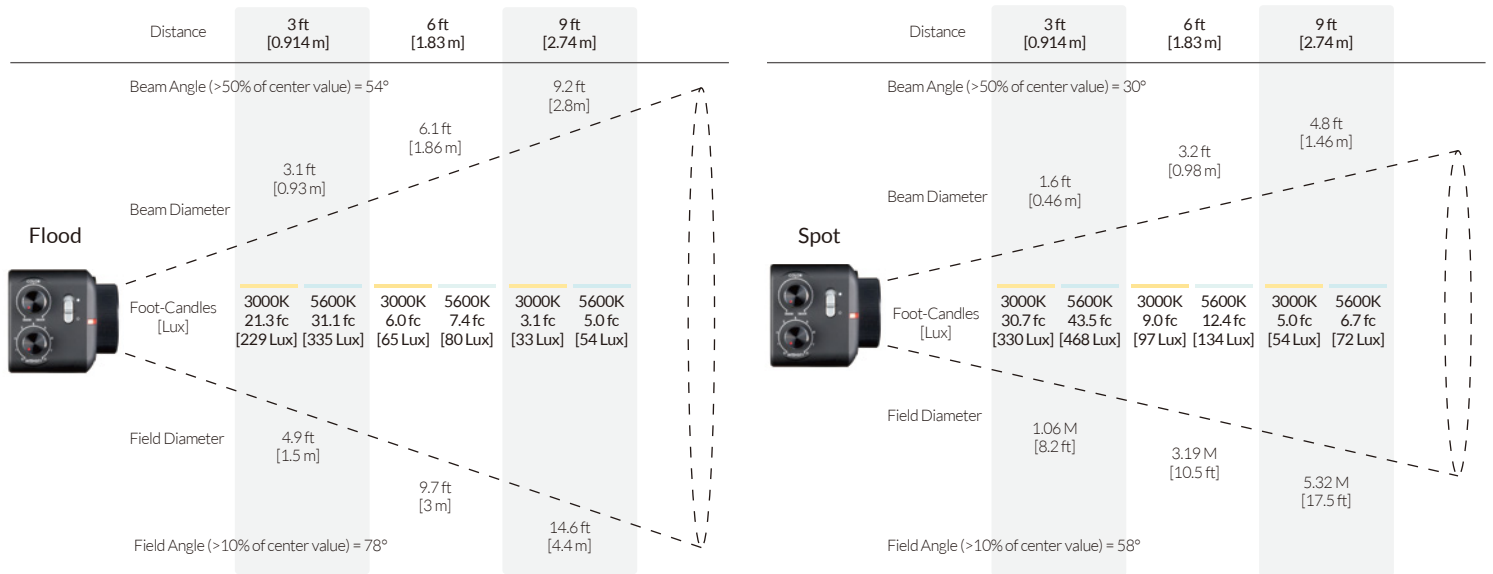 Distance
3 ft
[0.914 m]
6 ft
[1.83 m]
9 ft
[2.74 m]
Beam Angle (>50% of center value) = 54°
9.2 ft
[2.8m]
6.1 ft
[1.86 m]
3.1 ft
[0.93 m]
Beam Diameter
Flood
Foot-Candles
[Lux]
3000K
21.3 fc
[229 Lux]
5600K
31.1 fc
[335 Lux]
3000K
6.0 fc
[65 Lux]
5600K
7.4 fc
[80 Lux]
3000K
3.1 fc
[33 Lux]
5600K
5.0 fc
[54 Lux]
Field Diameter
4.9 ft
[1.5 m]
9.7 ft
[3 m]
14.6 ft
[4.4 m]
Field Angle (>10% of center value) = 78°
Distance
3 ft
[0.914 m]
6 ft
[1.83 m]
9 ft
[2.74 m]
Beam Angle (>50% of center value) = 30°
4.8 ft
[1.46 m]
3.2 ft
[0.98 m]
1.6 ft
[0.46 m]
Beam Diameter
Spot
Foot-Candles
[Lux]
3000K
30.7 fc
[330 Lux]
5600K
43.5 fc
[468 Lux]
3000K
9.0 fc
[97 Lux]
5600K
12.4 fc
[134 Lux]
3000K
5.0 fc
[54 Lux]
5600K
6.7 fc
[72 Lux]
Field Diameter
1.06 M
[8.2 ft]
3.19 M
[10.5 ft]
5.32 M
[17.5 ft]
Field Angle (>10% of center value) = 58°